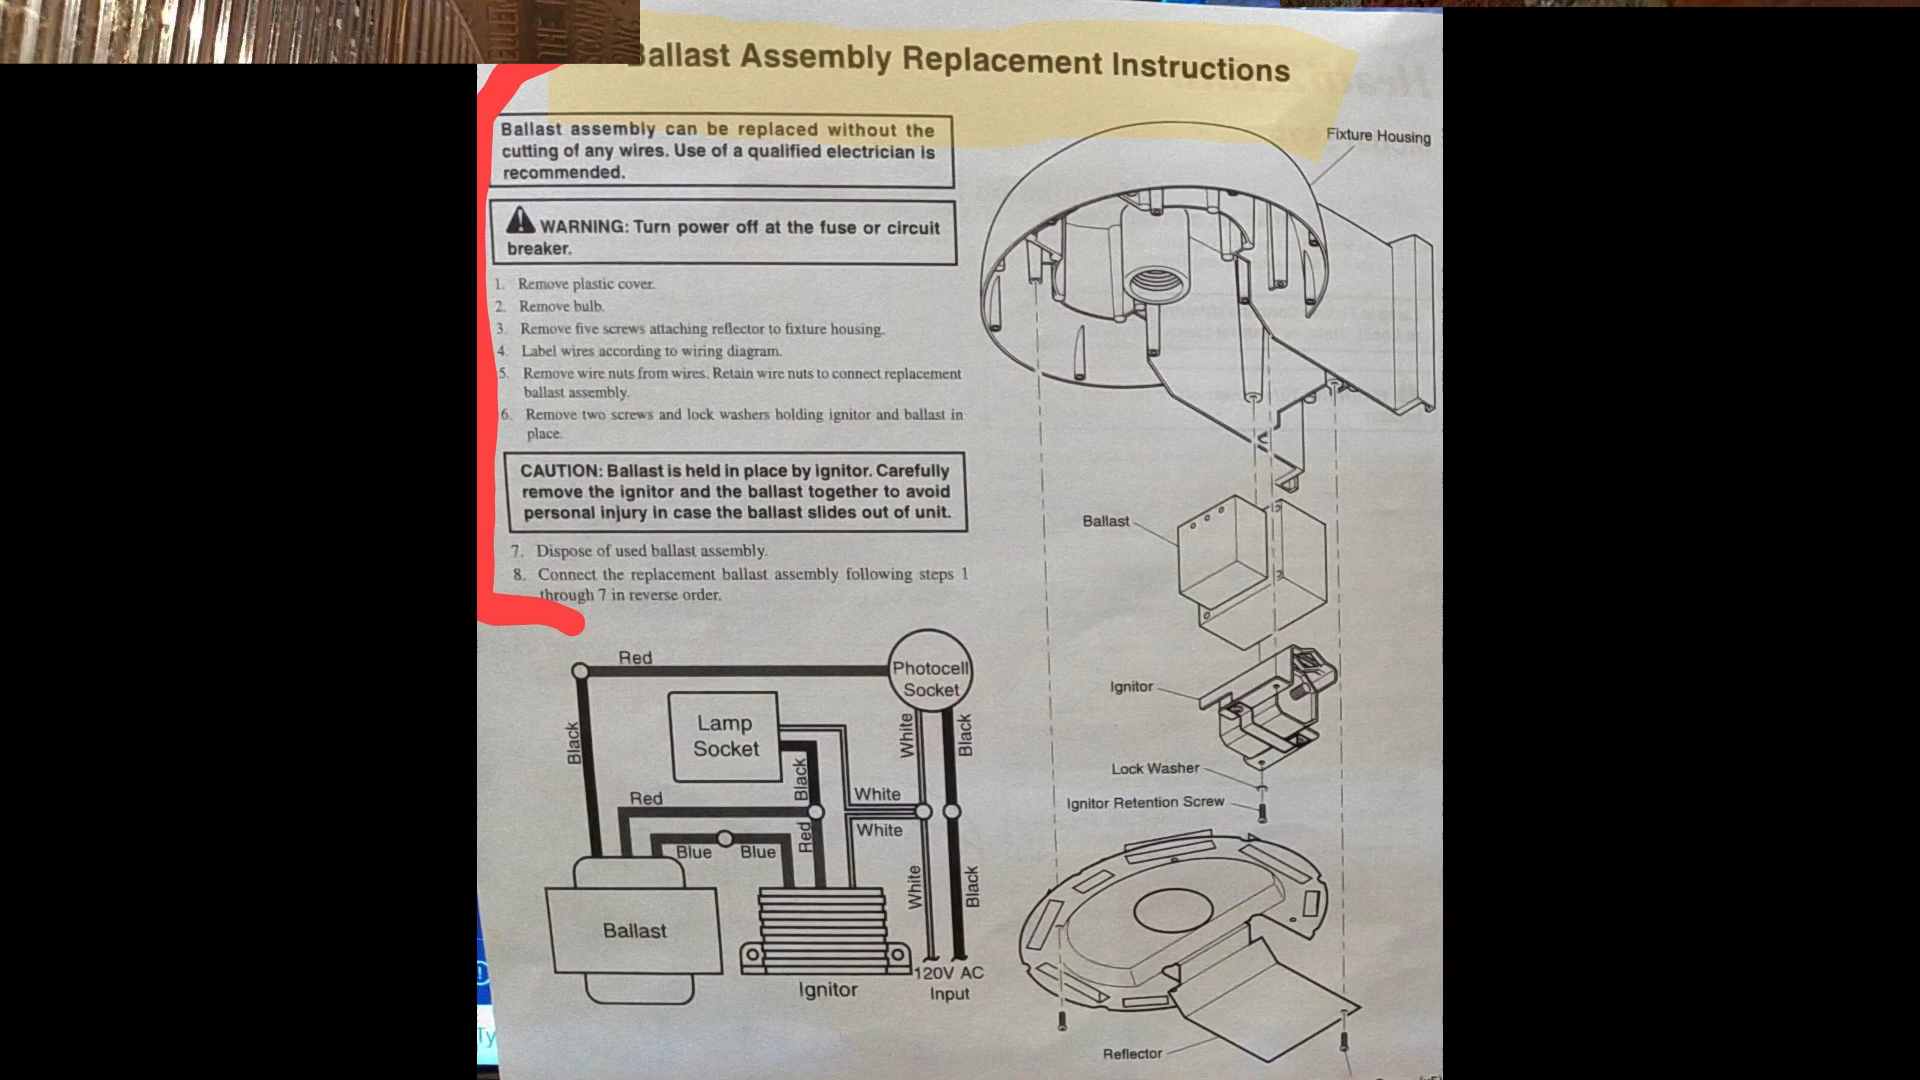 Ballast Assembly Replacement Instructions
Ballast assembly can be replaced without the
cutting of any wires. Use of a qualified electrician is
recommended.
WARNING: Turn power off at the fuse or circuit
breaker.
1. Remove plastic cover.
2. Remove bulb.
3. Remove five screws attaching reflector to fixture housing.
4. Label wires according to wiring diagram.
5. Remove wire nuts from wires. Retain wire nuts to connect replacement
ballast assembly.
6. Remove two screws and lock washers holding ignitor and ballast in
place.
CAUTION: Ballast is held in place by ignitor. Carefully
remove the ignitor and the ballast together to avoid
personal injury in case the ballast slides out of unit.
7. Dispose of used ballast assembly.
8. Connect the replacement ballast assembly following steps 1
through 7 in reverse order.
Red
Photocell
Socket
Black
Lamp
Socket
White
Black
Black
Red
White
Red
White
Blue
Blue
White
Black
Ballast
Ignitor
120V AC
Input
Fixture Housing
Ballast
Ignitor
Lock Washer
Ignitor Retention Screw
Reflector